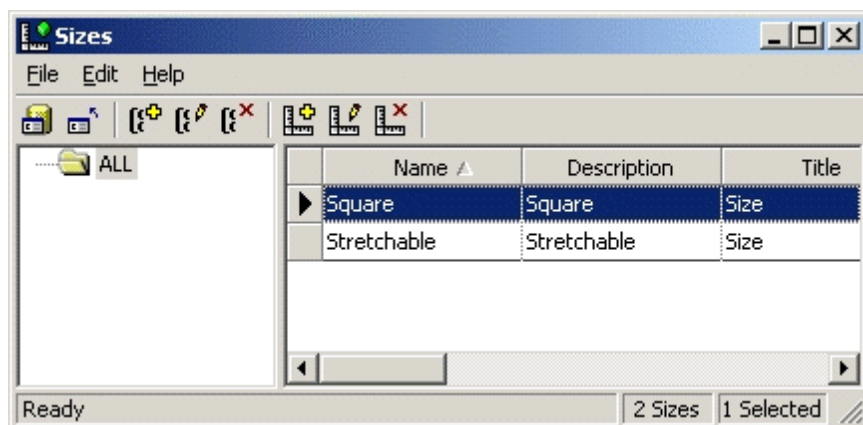 Sizes
File Edit Help
ALL
Name Description Title
Square Square Size
Stretchable Stretchable Size
Ready 2 Sizes 1 Selected